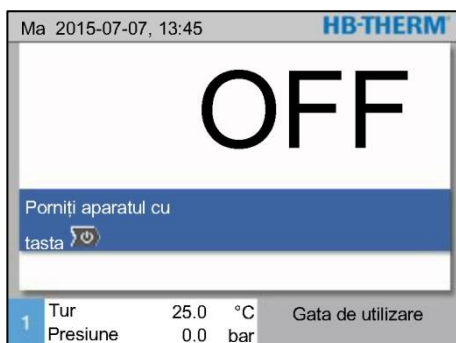 Ma 2015-07-07, 13:45 HB-THERM
OFF
Porniți aparatul cu
tasta
1 Tur 25.0 °C Gata de utilizare
Presiune 0.0 bar